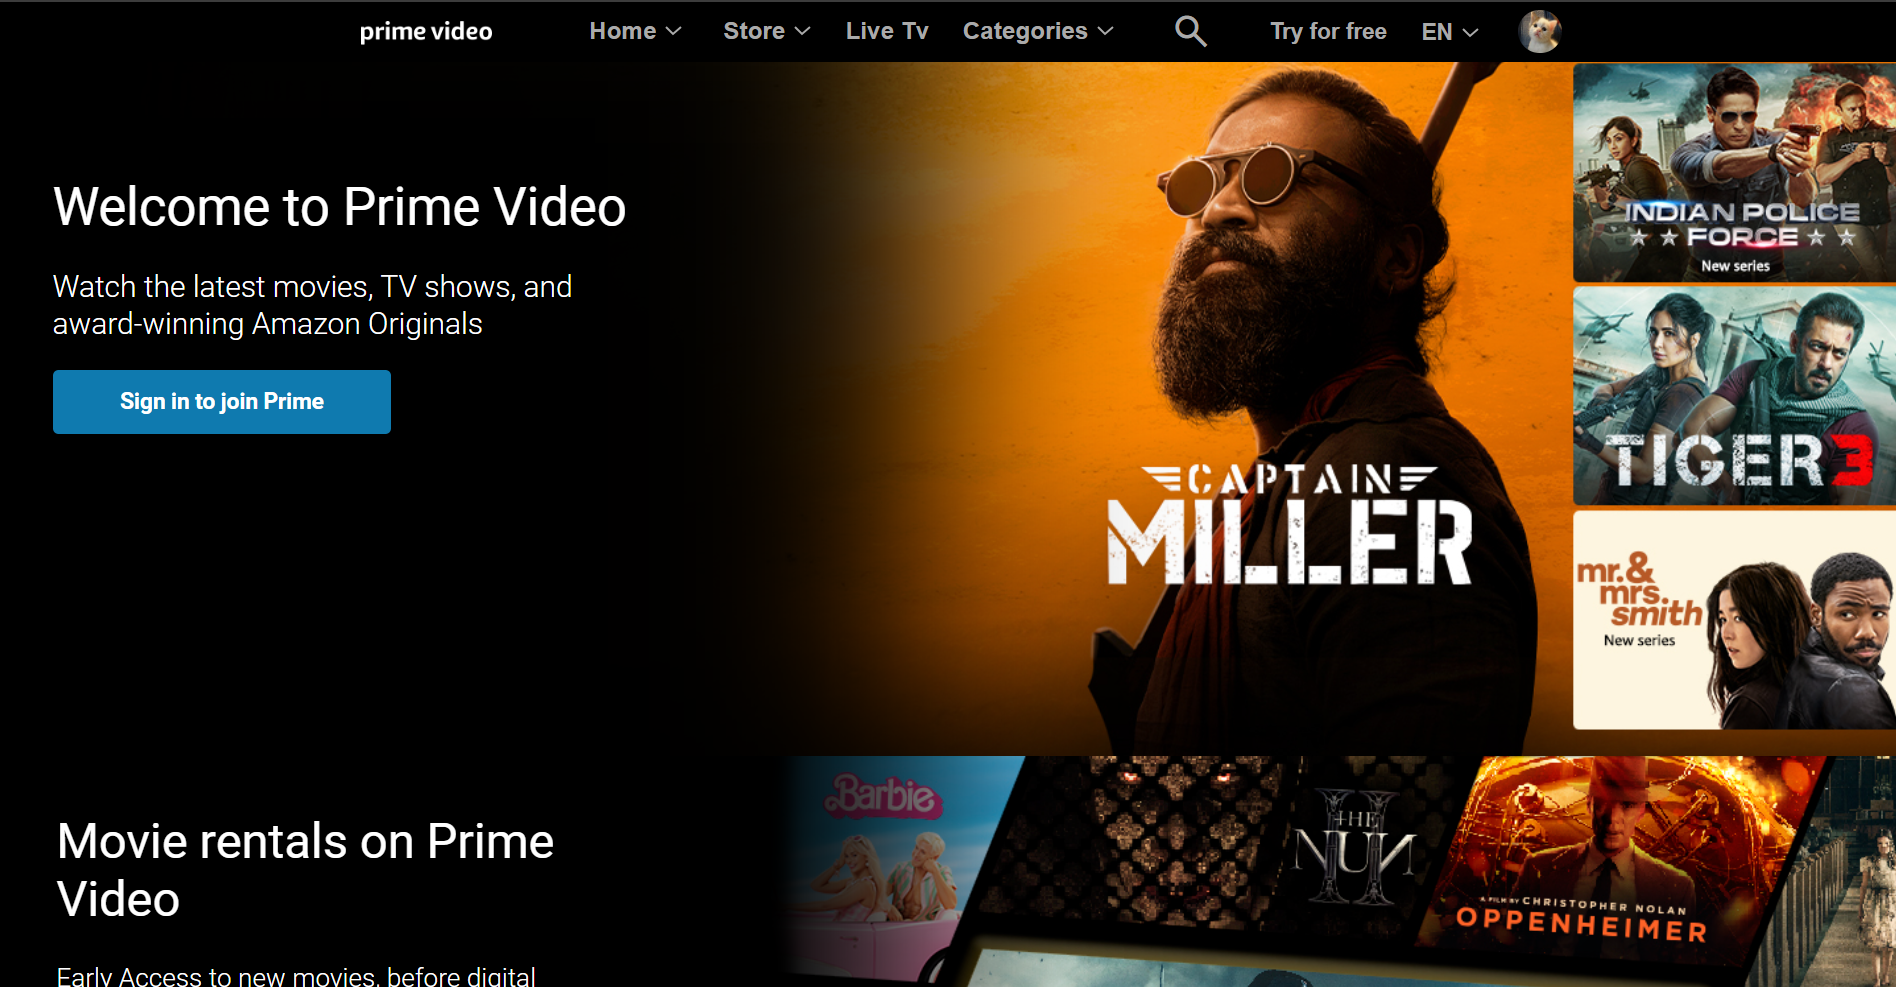 prime video
Home
Store
Live Tv
Categories
Try for free
EN
Welcome to Prime Video
Watch the latest movies, TV shows, and
award-winning Amazon Originals
Sign in to join Prime
CAPTAIN
MILLER
INDIAN POLICE
FORCE
New series
TIGER 3
mr. &
mrs.
smith
New series
Movie rentals on Prime
Video
Early Access to new movies, before digital
Barbie
THE
NUN
II
A FILM BY CHRISTOPHER NOLAN
OPPENHEIMER